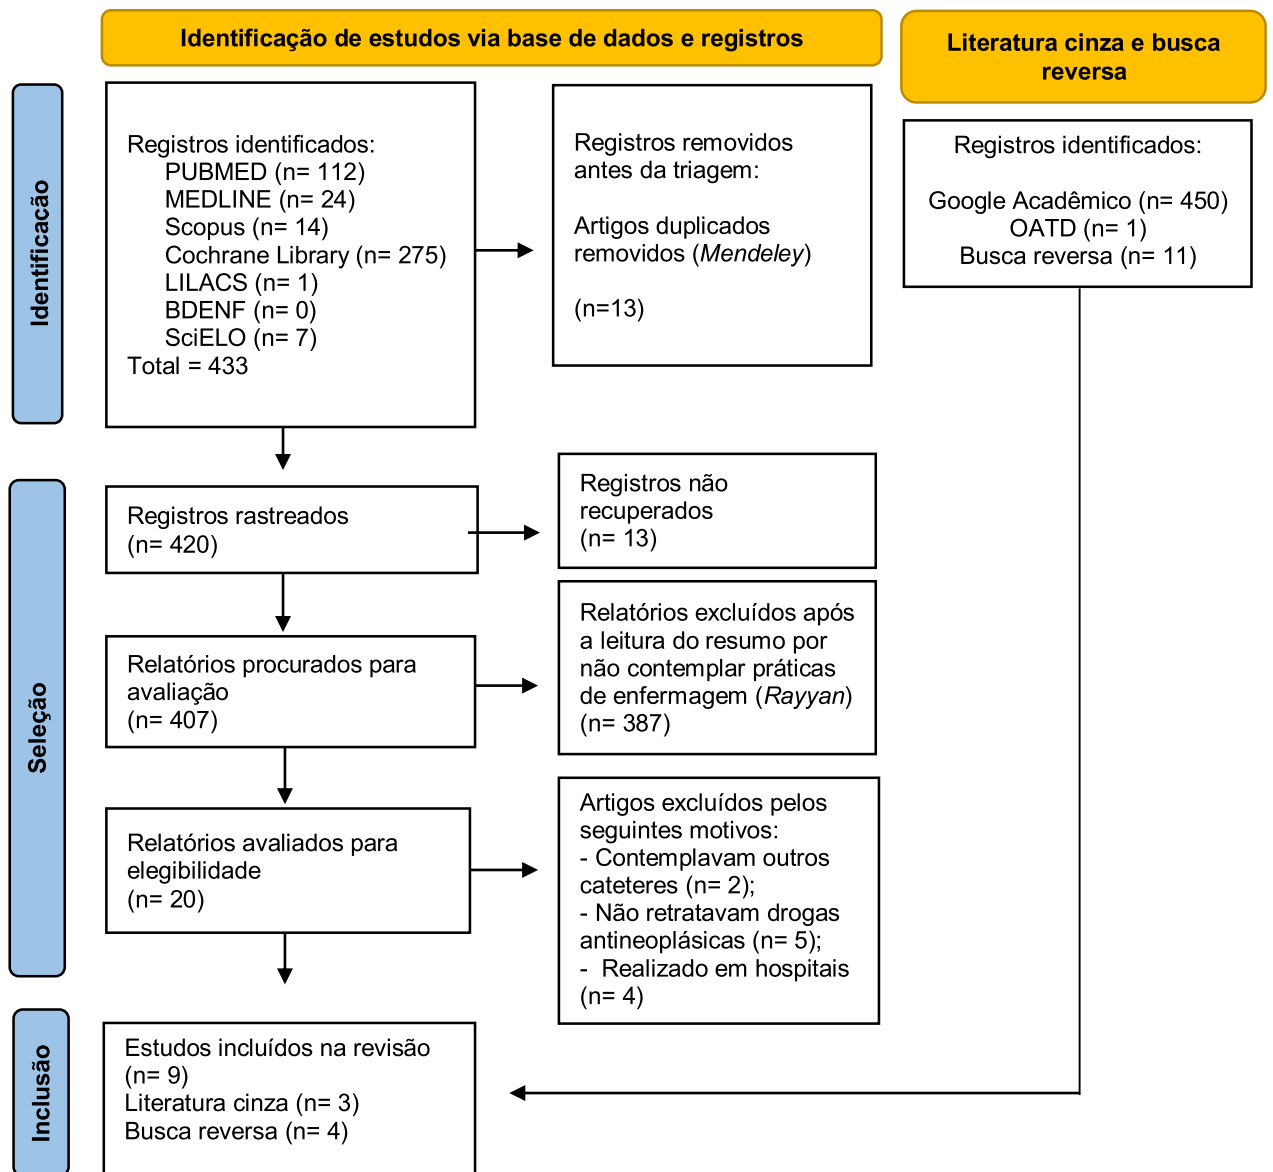 Identificação de estudos via base de dados e registros
Literatura cinza e busca
reversa
Identificação
Registros identificados:
PUBMED (n= 112)
MEDLINE (n= 24)
Scopus (n= 14)
Cochrane Library (n= 275)
LILACS (n= 1)
BDENF (n= 0)
SciELO (n= 7)
Total = 433
Registros removidos
antes da triagem:
Artigos duplicados
removidos (Mendeley)
(n=13)
Registros identificados:
Google Acadêmico (n= 450)
OATD (n= 1)
Busca reversa (n= 11)
Seleção
Registros rastreados
(n= 420)
Registros não
recuperados
(n= 13)
Relatórios procurados para
avaliação
(n= 407)
Relatórios excluídos após
a leitura do resumo por
não contemplar práticas
de enfermagem (Rayyan)
(n= 387)
Relatórios avaliados para
elegibilidade
(n= 20)
Artigos excluídos pelos
seguintes motivos:
- Contemplavam outros
cateteres (n= 2);
- Não retratavam drogas
antineoplásicas (n= 5);
- Realizado em hospitais
(n= 4)
Inclusão
Estudos incluídos na revisão
(n= 9)
Literatura cinza (n= 3)
Busca reversa (n= 4)